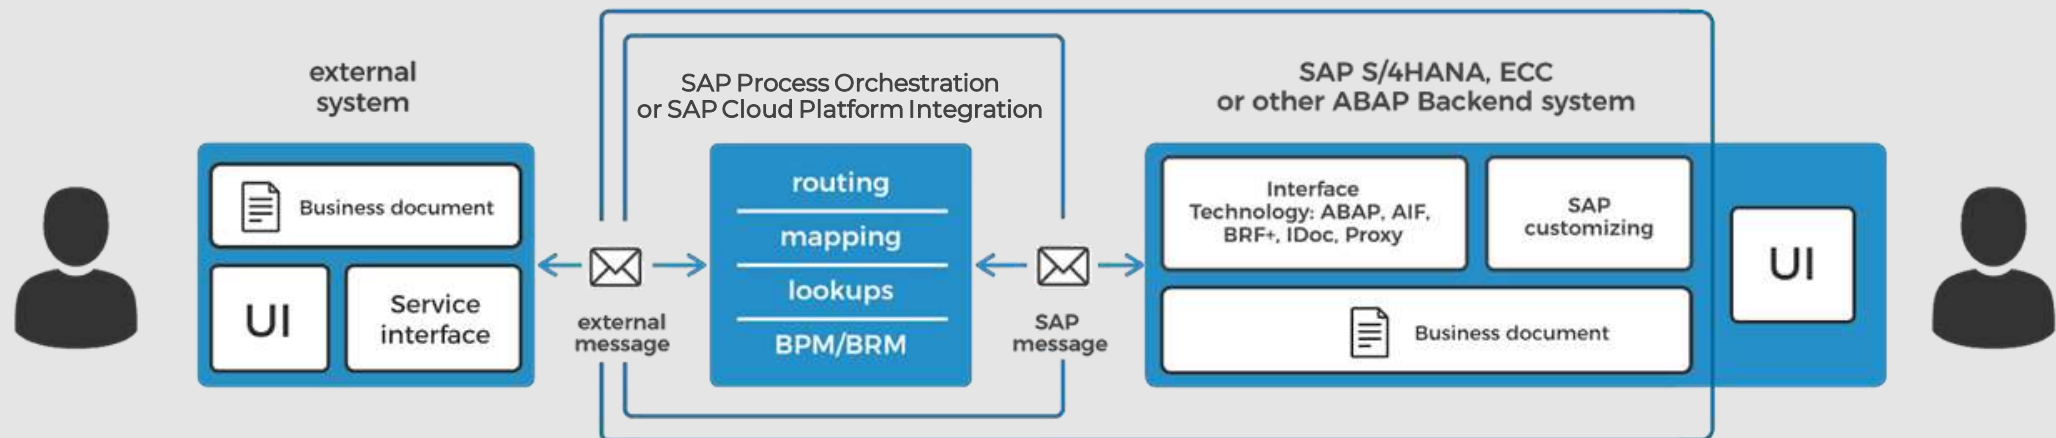 external
system
Business document
UI
Service
interface
external
message
SAP Process Orchestration
or SAP Cloud Platform Integration
routing
mapping
lookups
BPM/BRM
SAP
message
SAP S/4HANA, ECC
or other ABAP Backend system
Interface
Technology: ABAP, AIF,
BRF+, IDoc, Proxy
SAP
customizing
Business document
UI